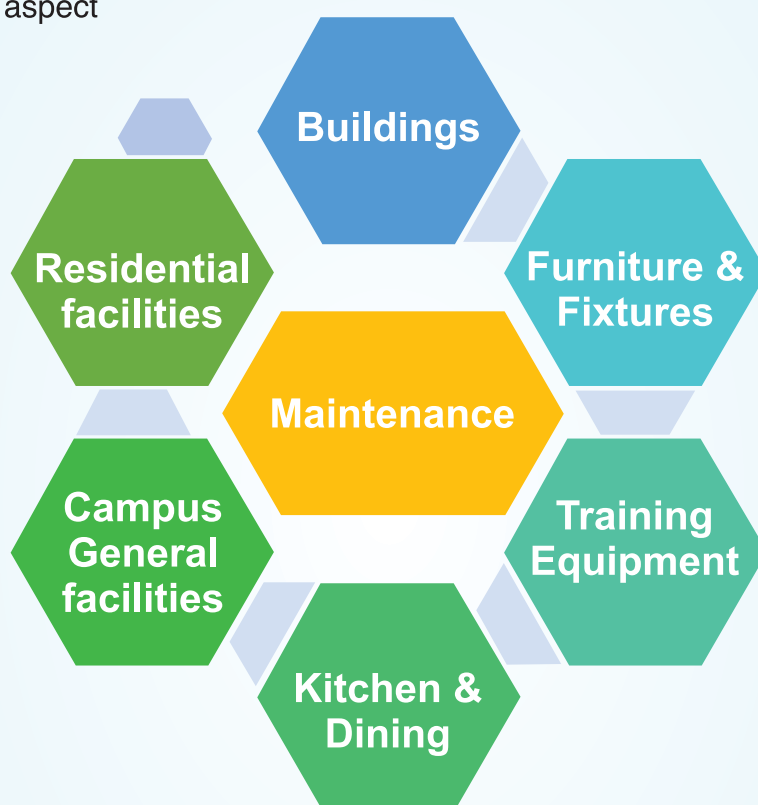 aspect
Buildings
Residential
facilities
Furniture &
Fixtures
Maintenance
Campus
General
facilities
Training
Equipment
Kitchen &
Dining